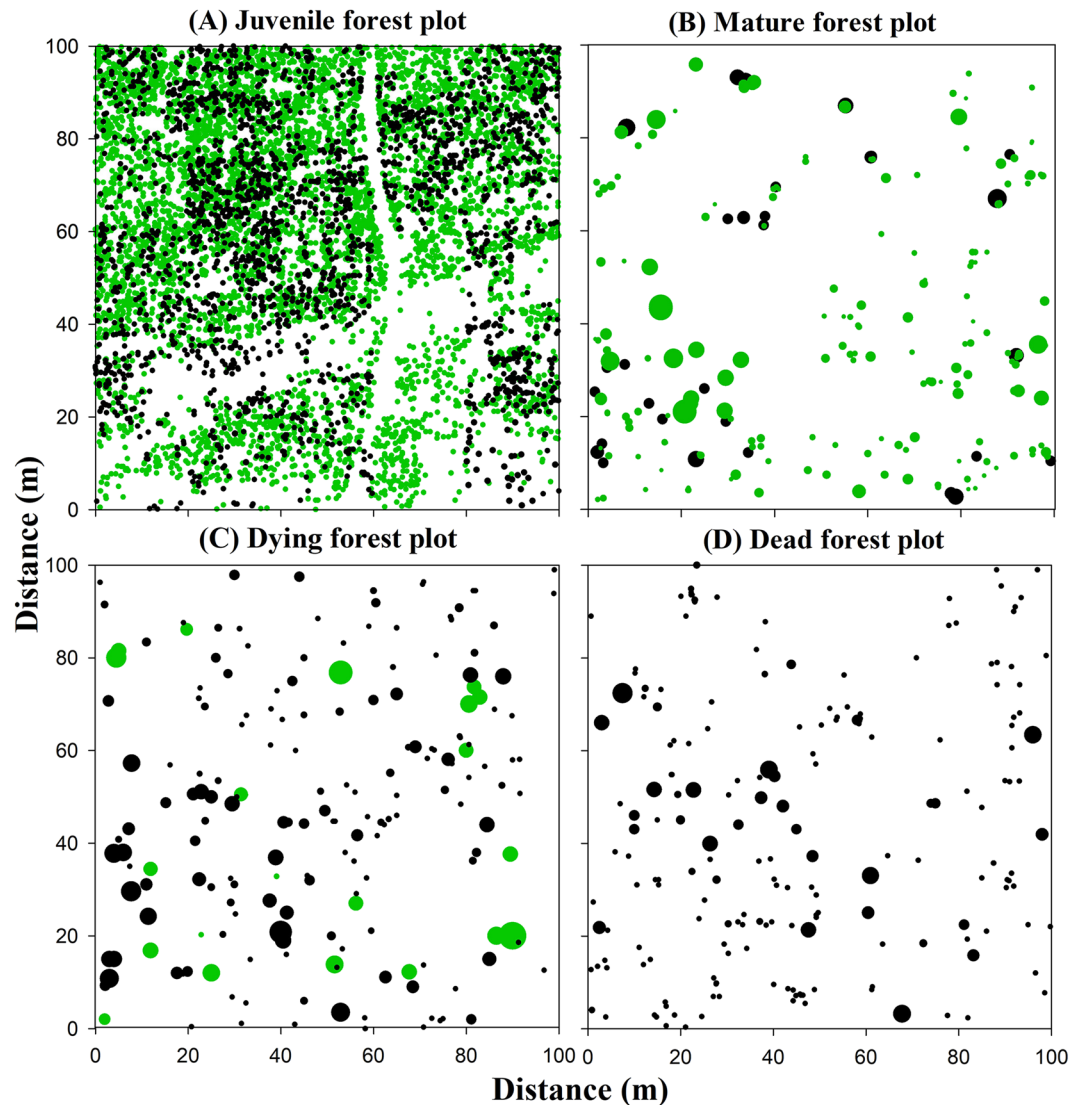 (A) Juvenile forest plot
(B) Mature forest plot
100
80
60
40
20
0
(C) Dying forest plot
(D) Dead forest plot
100
80
60
40
20
0
0 20 40 60 80 100
0 20 40 60 80 100
Distance (m)
Distance (m)